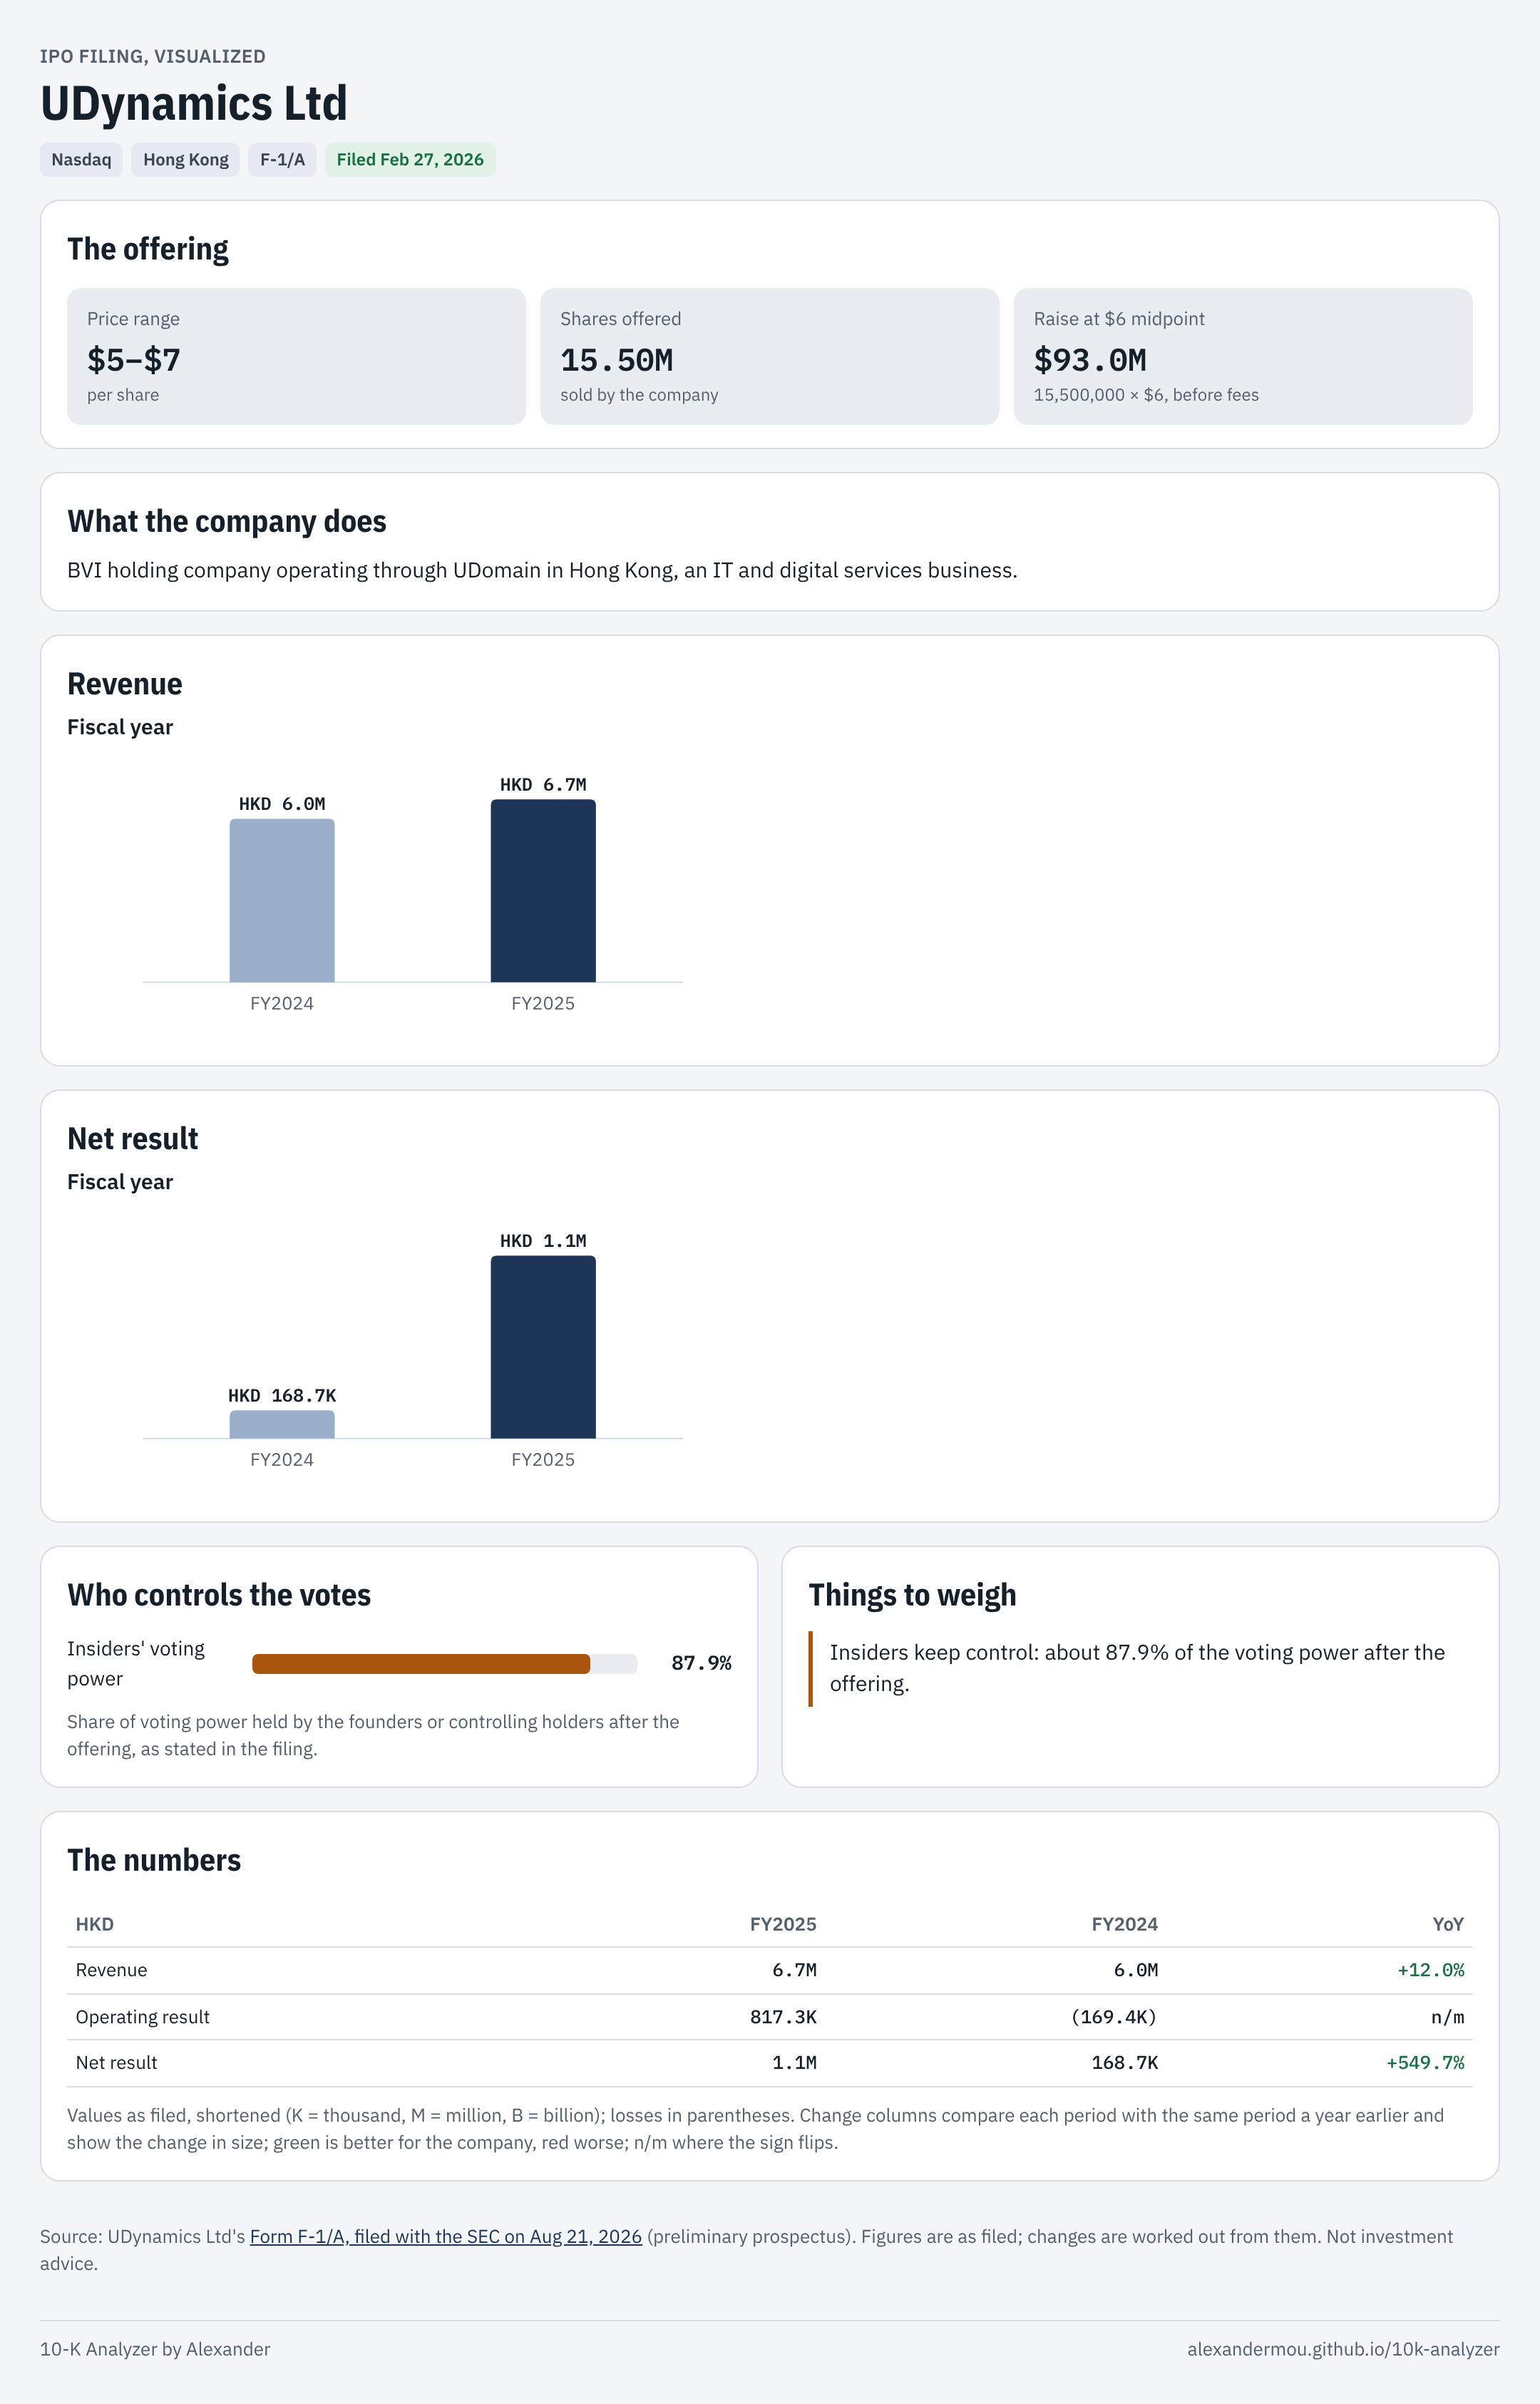 IPO FILING, VISUALIZED
UDynamics Ltd
Nasdaq Hong Kong F-1/A Filed Feb 27, 2026
The offering
Price range
$5–$7
per share
Shares offered
15.50M
sold by the company
Raise at $6 midpoint
$93.0M
15,500,000 × $6, before fees
What the company does
BVI holding company operating through UDomain in Hong Kong, an IT and digital services business.
Revenue
Fiscal year
HKD 6.0M
HKD 6.7M
FY2024
FY2025
Net result
Fiscal year
HKD 168.7K
HKD 1.1M
FY2024
FY2025
Who controls the votes
Insiders' voting
power
87.9%
Share of voting power held by the founders or controlling holders after the
offering, as stated in the filing.
Things to weigh
Insiders keep control: about 87.9% of the voting power after the
offering.
The numbers
HKD FY2025 FY2024 YoY
Revenue 6.7M 6.0M +12.0%
Operating result 817.3K (169.4K) n/m
Net result 1.1M 168.7K +549.7%
Values as filed, shortened (K = thousand, M = million, B = billion); losses in parentheses. Change columns compare each period with the same period a year earlier and
show the change in size; green is better for the company, red worse; n/m where the sign flips.
Source: UDynamics Ltd's Form F-1/A, filed with the SEC on Aug 21, 2026 (preliminary prospectus). Figures are as filed; changes are worked out from them. Not investment
advice.
10-K Analyzer by Alexander
alexandermou.github.io/10k-analyzer